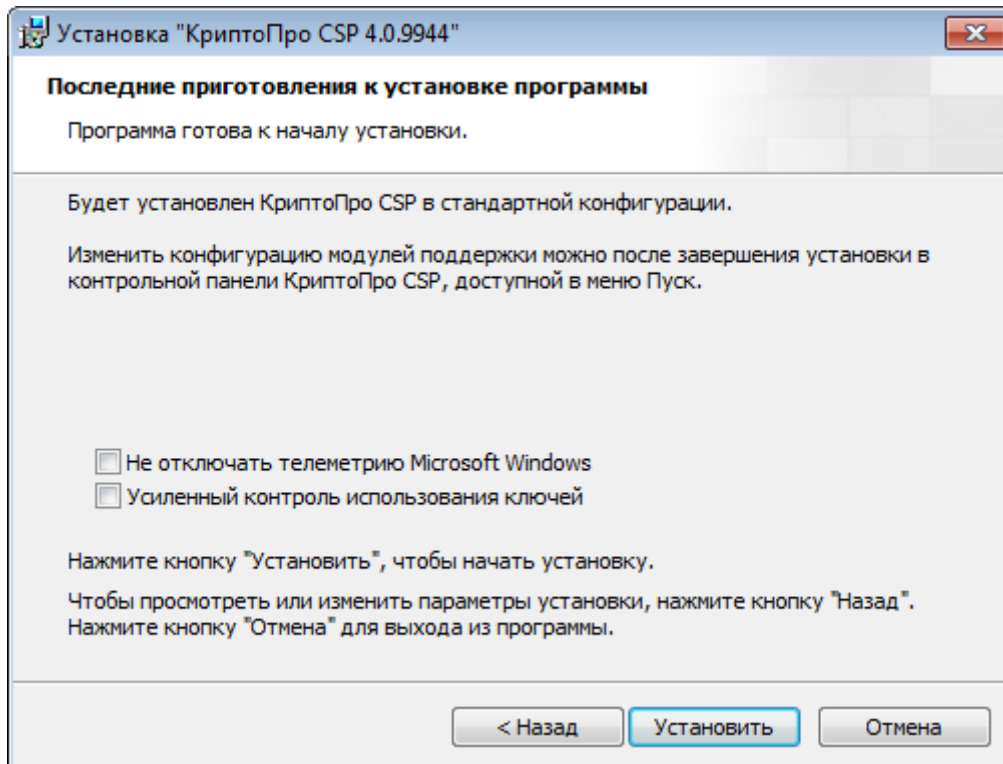 Установка "КриптоПро CSP 4.0.9944"
Последние приготовления к установке программы
Программа готова к началу установки.
Будет установлен КриптоПро CSP в стандартной конфигурации.
Изменить конфигурацию модулей поддержки можно после завершения установки в
контрольной панели КриптоПро CSP, доступной в меню Пуск.
Не отключать телеметрию Microsoft Windows
Усиленный контроль использования ключей
Нажмите кнопку "Установить", чтобы начать установку.
Чтобы просмотреть или изменить параметры установки, нажмите кнопку "Назад".
Нажмите кнопку "Отмена" для выхода из программы.
< Назад
Установить
Отмена